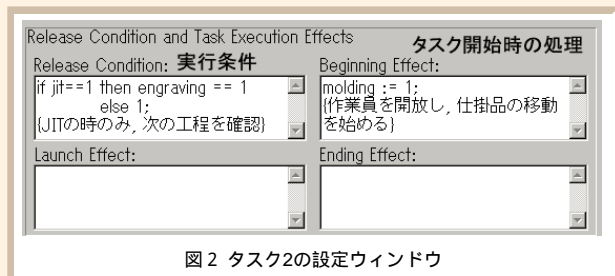 Release Condition and Task Execution Effects
タスク開始時の処理
Release Condition: 実行条件
Beginning Effect:
if jit==1 then engraving == 1
else 1;
{JITの時のみ, 次の工程を確認}
molding := 1;
{作業員を開放し, 仕掛品の移動
を始める}
Launch Effect:
Ending Effect:
図2 タスク2の設定ウィンドウ